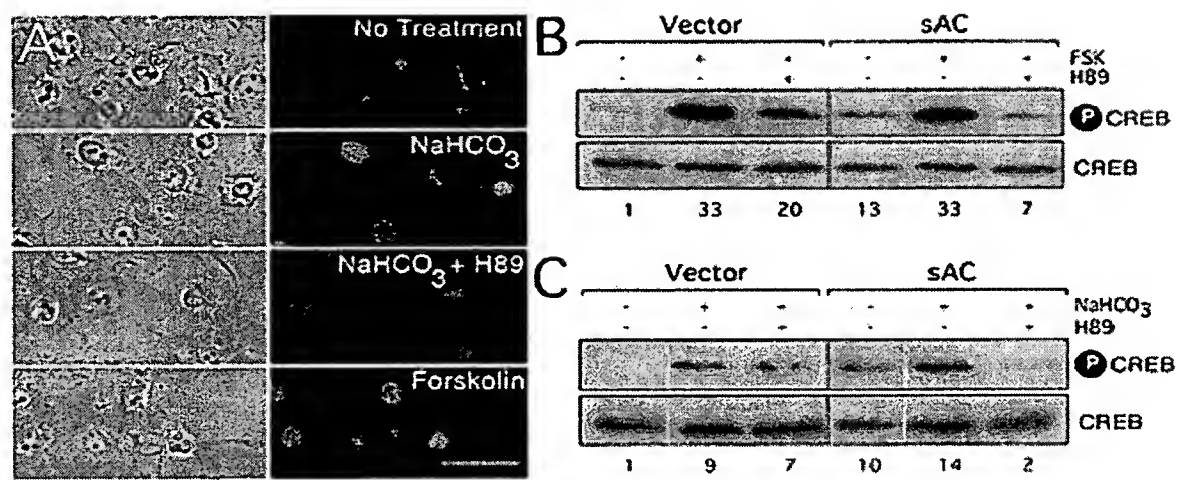 A
No Treatment
NaHCO3
NaHCO3 + H89
Forskolin
B
Vector sAC
FSK
H89
P CREB
CREB
1 33 20 13 33 7
C
Vector sAC
NaHCO3
H89
P CREB
CREB
1 9 7 10 14 2